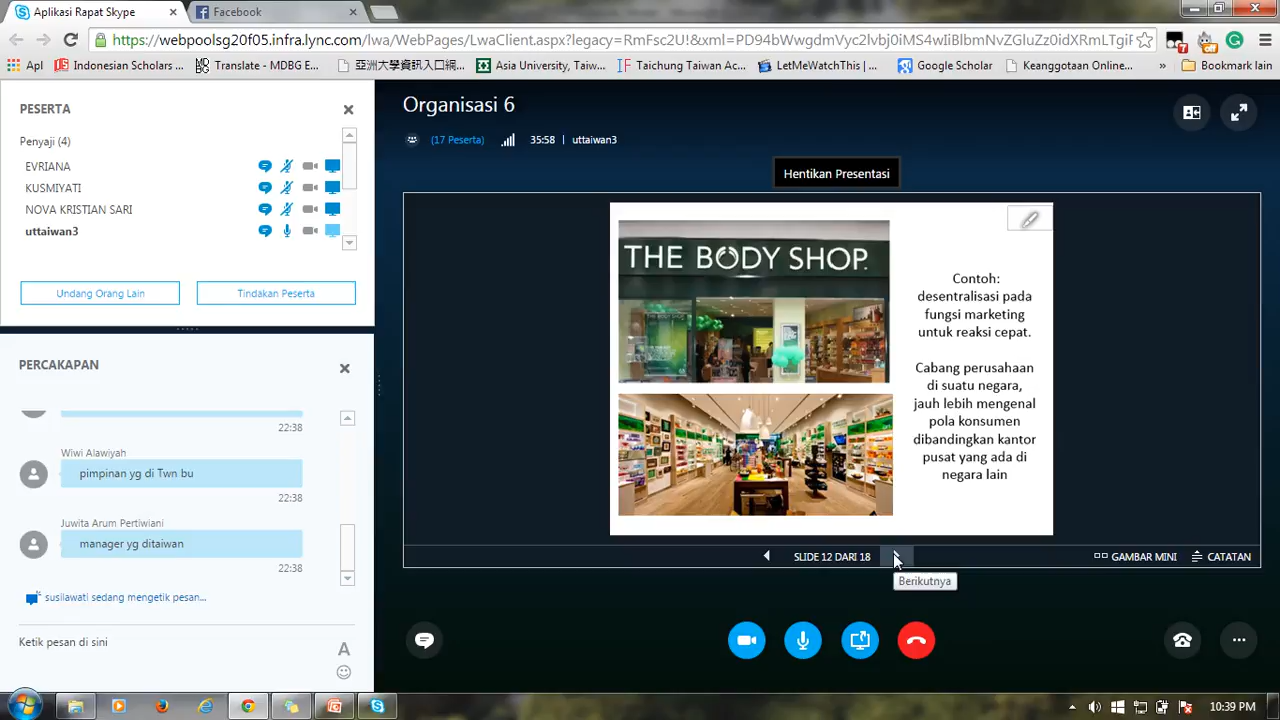 Aplikasi Rapat Skype
Facebook
https://webpoolsg20f05.infra.lync.com/lwa/WebPages/LwaClient.aspx?legacy=RmFsc2U!&xml=PD94bWwgdmVyc2lvbj0iMS4wIiBlbmNvZGluZz0idXRmLTgiP
Apl
Indonesian Scholars ...
Translate - MDBG E...
亞洲大學資訊入口網...
Asia University, Taiw...
Taichung Taiwan Ac...
LetMeWatchThis | ...
Google Scholar
Keanggotaan Online...
»
Bookmark lain
PESERTA
Penyaji (4)
EVRIANA
KUSMIYATI
NOVA KRISTIAN SARI
uttaiwan3
Undang Orang Lain
Tindakan Peserta
PERCAKAPAN
22:38
Wiwi Alawiyah
pimpinan yg di Twn bu
22:38
Juwita Arum Pertiwiani
manager yg ditaiwan
22:38
susilawati sedang mengetik pesan...
Ketik pesan di sini
A
Organisasi 6
(17 Peserta)
35:58
uttaiwan3
Hentikan Presentasi
THE BODY SHOP.
Contoh:
desentralisasi pada
fungsi marketing
untuk reaksi cepat.
Cabang perusahaan
di suatu negara,
jauh lebih mengenal
pola konsumen
dibandingkan kantor
pusat yang ada di
negara lain
SLIDE 12 DARI 18
GAMBAR MINI
CATATAN
Berikutnya
10:39 PM